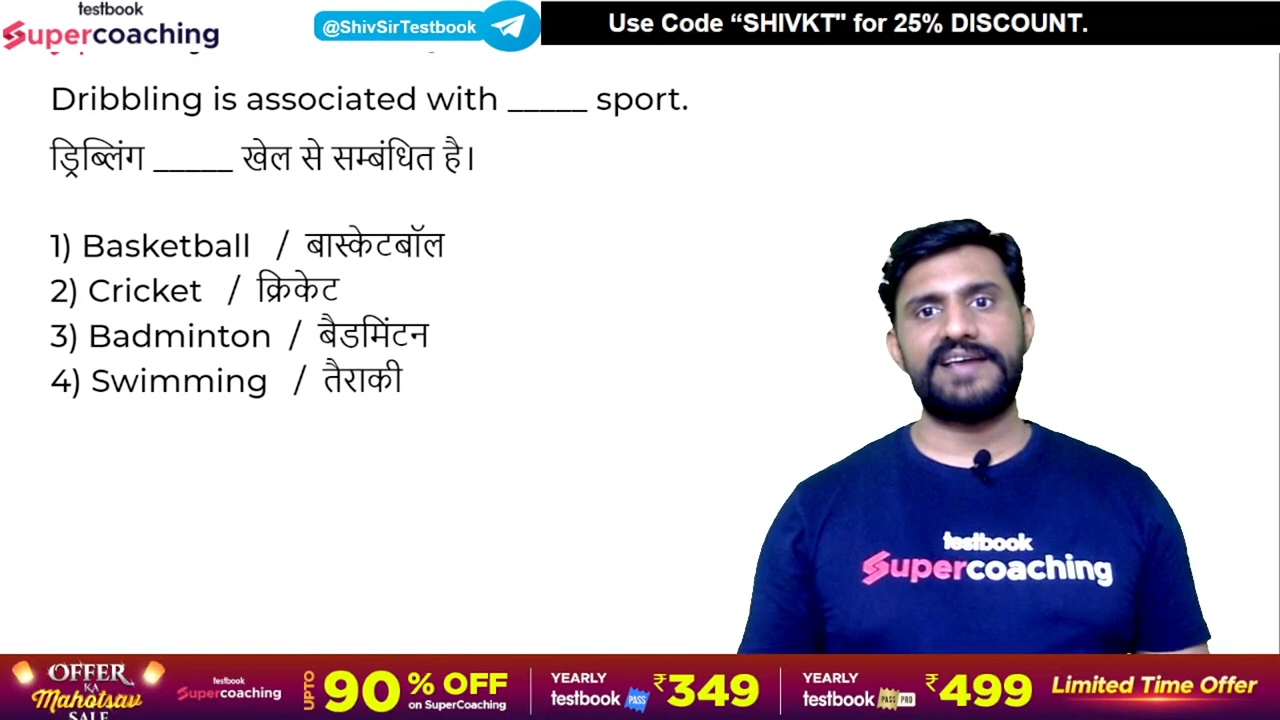 testbook
Supercoaching
@ShivSirTestbook
Use Code “SHIVKT" for 25% DISCOUNT.
Dribbling is associated with _____ sport.
ड्रिब्लिंग _____ खेल से सम्बंधित है।
1) Basketball / बास्केटबॉल
2) Cricket / क्रिकेट
3) Badminton / बैडमिंटन
4) Swimming / तैराकी
testbook
Supercoaching
OFFER
KA
Mahotsav
SALE
testbook
Supercoaching
UPTO
90% OFF
on SuperCoaching
YEARLY
testbook PASS
₹349
YEARLY
testbook PASS PRO
₹499
Limited Time Offer